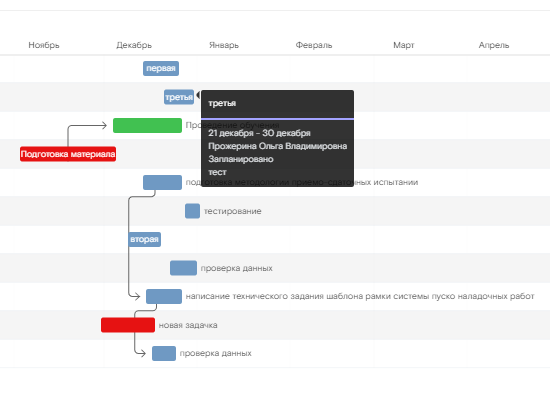 Ноябрь Декабрь Январь Февраль Март Апрель
первая
третья
третья
Проведение обучения
21 декабря - 30 декабря
Прожерина Ольга Владимировна
Запланировано
тест
Подготовка материала
подготовка методологии приемо-сдаточных испытании
тестирование
вторая
проверка данных
написание технического задания шаблона рамки системы пуско наладочных работ
новая задачка
проверка данных